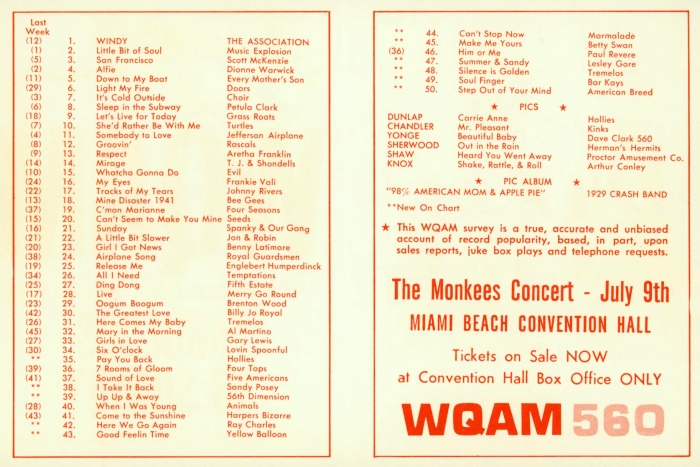 Last
Week
(12) 1. WINDY THE ASSOCIATION
(1) 2. Little Bit of Soul Music Explosion
(5) 3. San Francisco Scott McKenzie
(2) 4. Alfie Dionne Warwick
(11) 5. Down to My Boat Every Mother's Son
(29) 6. Light My Fire Doors
(3) 7. It's Cold Outside Choir
(6) 8. Sleep in the Subway Petula Clark
(18) 9. Let's Live for Today Grass Roots
(7) 10. She'd Rather Be With Me Turtles
(4) 11. Somebody to Love Jefferson Airplane
(8) 12. Groovin' Rascals
(9) 13. Respect Aretha Franklin
(14) 14. Mirage T. J. & Shondells
(10) 15. Whatcha Gonna Do Evil
(24) 16. My Eyes Frankie Vali
(22) 17. Tracks of My Tears Johnny Rivers
(13) 18. Mine Disaster 1941 Bee Gees
(37) 19. C'mon Marianne Four Seasons
(15) 20. Can't Seem to Make You Mine Seeds
(16) 21. Sunday Spanky & Our Gang
(21) 22. A Little Bit Slower Jon & Robin
(20) 23. Girl I Got News Benny Latimore
(38) 24. Airplane Song Royal Guardsmen
(19) 25. Release Me Englebert Humperdinck
(34) 26. All I Need Temptations
(25) 27. Ding Dong Fifth Estate
(17) 28. Live Merry Go Round
(23) 29. Oogum Boogum Brenton Wood
(42) 30. The Greatest Love Billy Jo Royal
(26) 31. Here Comes My Baby Tremelos
(45) 32. Mary in the Morning Al Martino
(27) 33. Girls in Love Gary Lewis
(30) 34. Six O'clock Lovin Spoonful
** 35. Pay You Back Hollies
(39) 36. 7 Rooms of Gloom Four Tops
(41) 37. Sound of Love Five Americans
** 38. I Take It Back Sandy Posey
** 39. Up Up & Away 56th Dimension
(28) 40. When I Was Young Animals
(43) 41. Come to the Sunshine Harpers Bizarre
** 42. Here We Go Again Ray Charles
** 43. Good Feelin Time Yellow Balloon
** 44. Can't Stop Now Marmalade
** 45. Make Me Yours Betty Swan
(36) 46. Him or Me Paul Revere
** 47. Summer & Sandy Lesley Gore
** 48. Silence is Golden Tremelos
** 49. Soul Finger Bar Kays
** 50. Step Out of Your Mind American Breed
★ PICS ★
DUNLAP Carrie Anne Hollies
CHANDLER Mr. Pleasant Kinks
YONGE Beautiful Baby Dave Clark 560
SHERWOOD Out in the Rain Herman's Hermits
SHAW Heard You Went Away Proctor Amusement Co.
KNOX Shake, Rattle, & Roll Arthur Conley
★ PIC ALBUM ★
"98% AMERICAN MOM & APPLE PIE" 1929 CRASH BAND
**New On Chart
★ This WQAM survey is a true, accurate and unbiased
account of record popularity, based, in part, upon
sales reports, juke box plays and telephone requests.
The Monkees Concert - July 9th
MIAMI BEACH CONVENTION HALL
Tickets on Sale NOW
at Convention Hall Box Office ONLY
WQAM 560